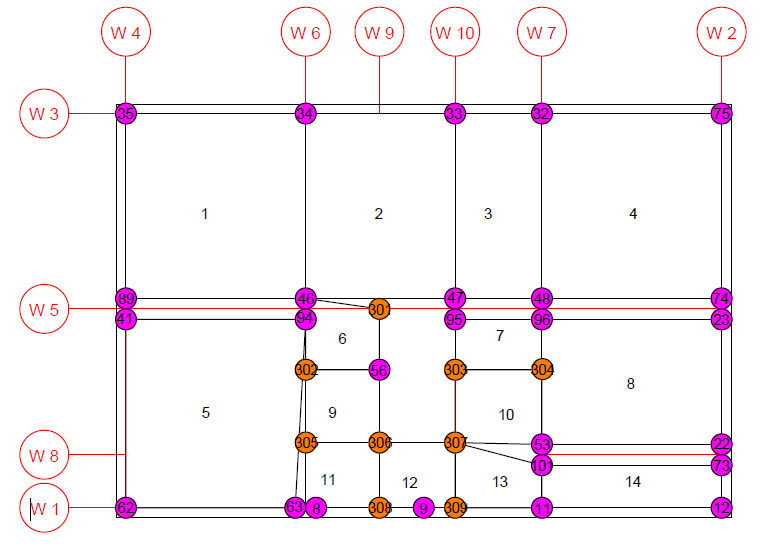 W 4 W 6 W 9 W 10 W 7 W 2
W 3 35 34 33 32 75
1 2 3 4
89 46 47 48 74
W 5 301
41 94 95 96 23
6 7
302 56 303 304
8
5 9 10
305 306 307 53 22
W 8 101 73
11 12 13 14
W 1 62 63 8 308 9 309 11 12